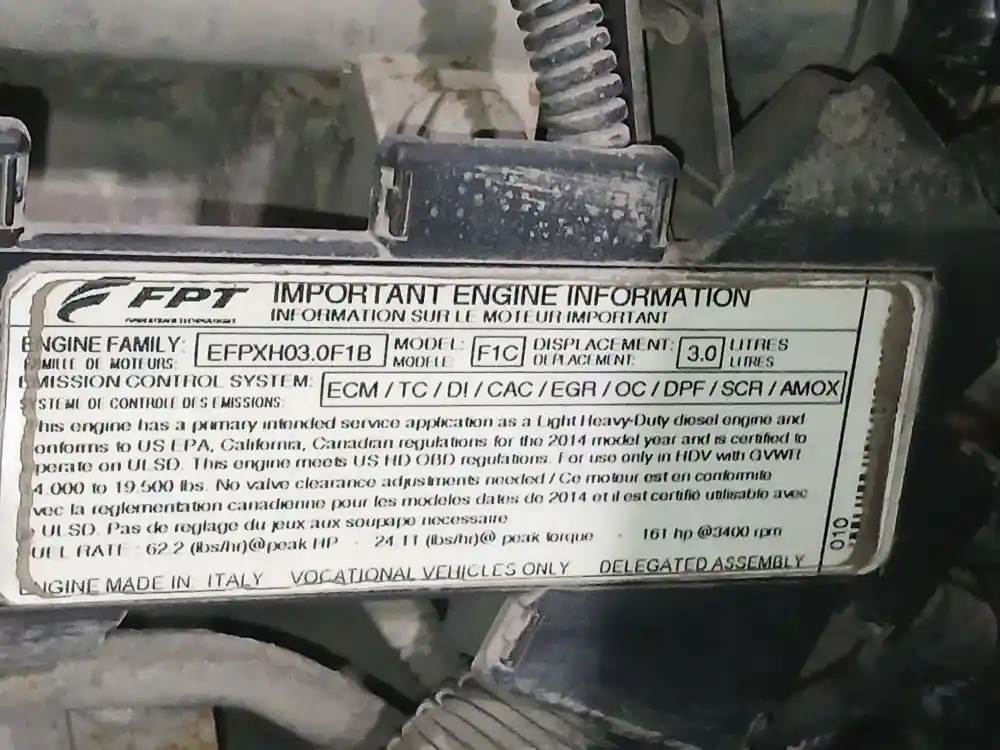 FPT IMPORTANT ENGINE INFORMATION
POWERTRAIN TECHNOLOGIES INFORMATION SUR LE MOTEUR IMPORTANT
ENGINE FAMILY: EFPXH03.0F1B MODEL: F1C DISPLACEMENT: 3.0 LITRES
FAMILLE DE MOTEURS: MODELE: DEPLACEMENT: LITRES
EMISSION CONTROL SYSTEM: ECM / TC / DI / CAC / EGR / OC / DPF / SCR / AMOX
SYSTEME DE CONTROLE DES EMISSIONS:
This engine has a primary intended service application as a Light Heavy-Duty diesel engine and
onforms to US EPA, California, Canadian regulations for the 2014 model year and is certified to
perate on ULSD. This engine meets US HD OBD regulations. For use only in HDV with GVWR
4.000 to 19.500 lbs. No valve clearance adjustments needed / Ce moteur est en conformite
vec la reglementation canadienne pour les modeles dates de 2014 et il est certifié utilisable avec
ULSD. Pas de reglage du jeux aux soupape necessaire
UEL RATE : 62.2 (lbs/hr)@peak HP - 24.11 (lbs/hr)@ peak torque - 161 hp @3400 rpm
ENGINE MADE IN ITALY VOCATIONAL VEHICLES ONLY DELEGATED ASSEMBLY
010